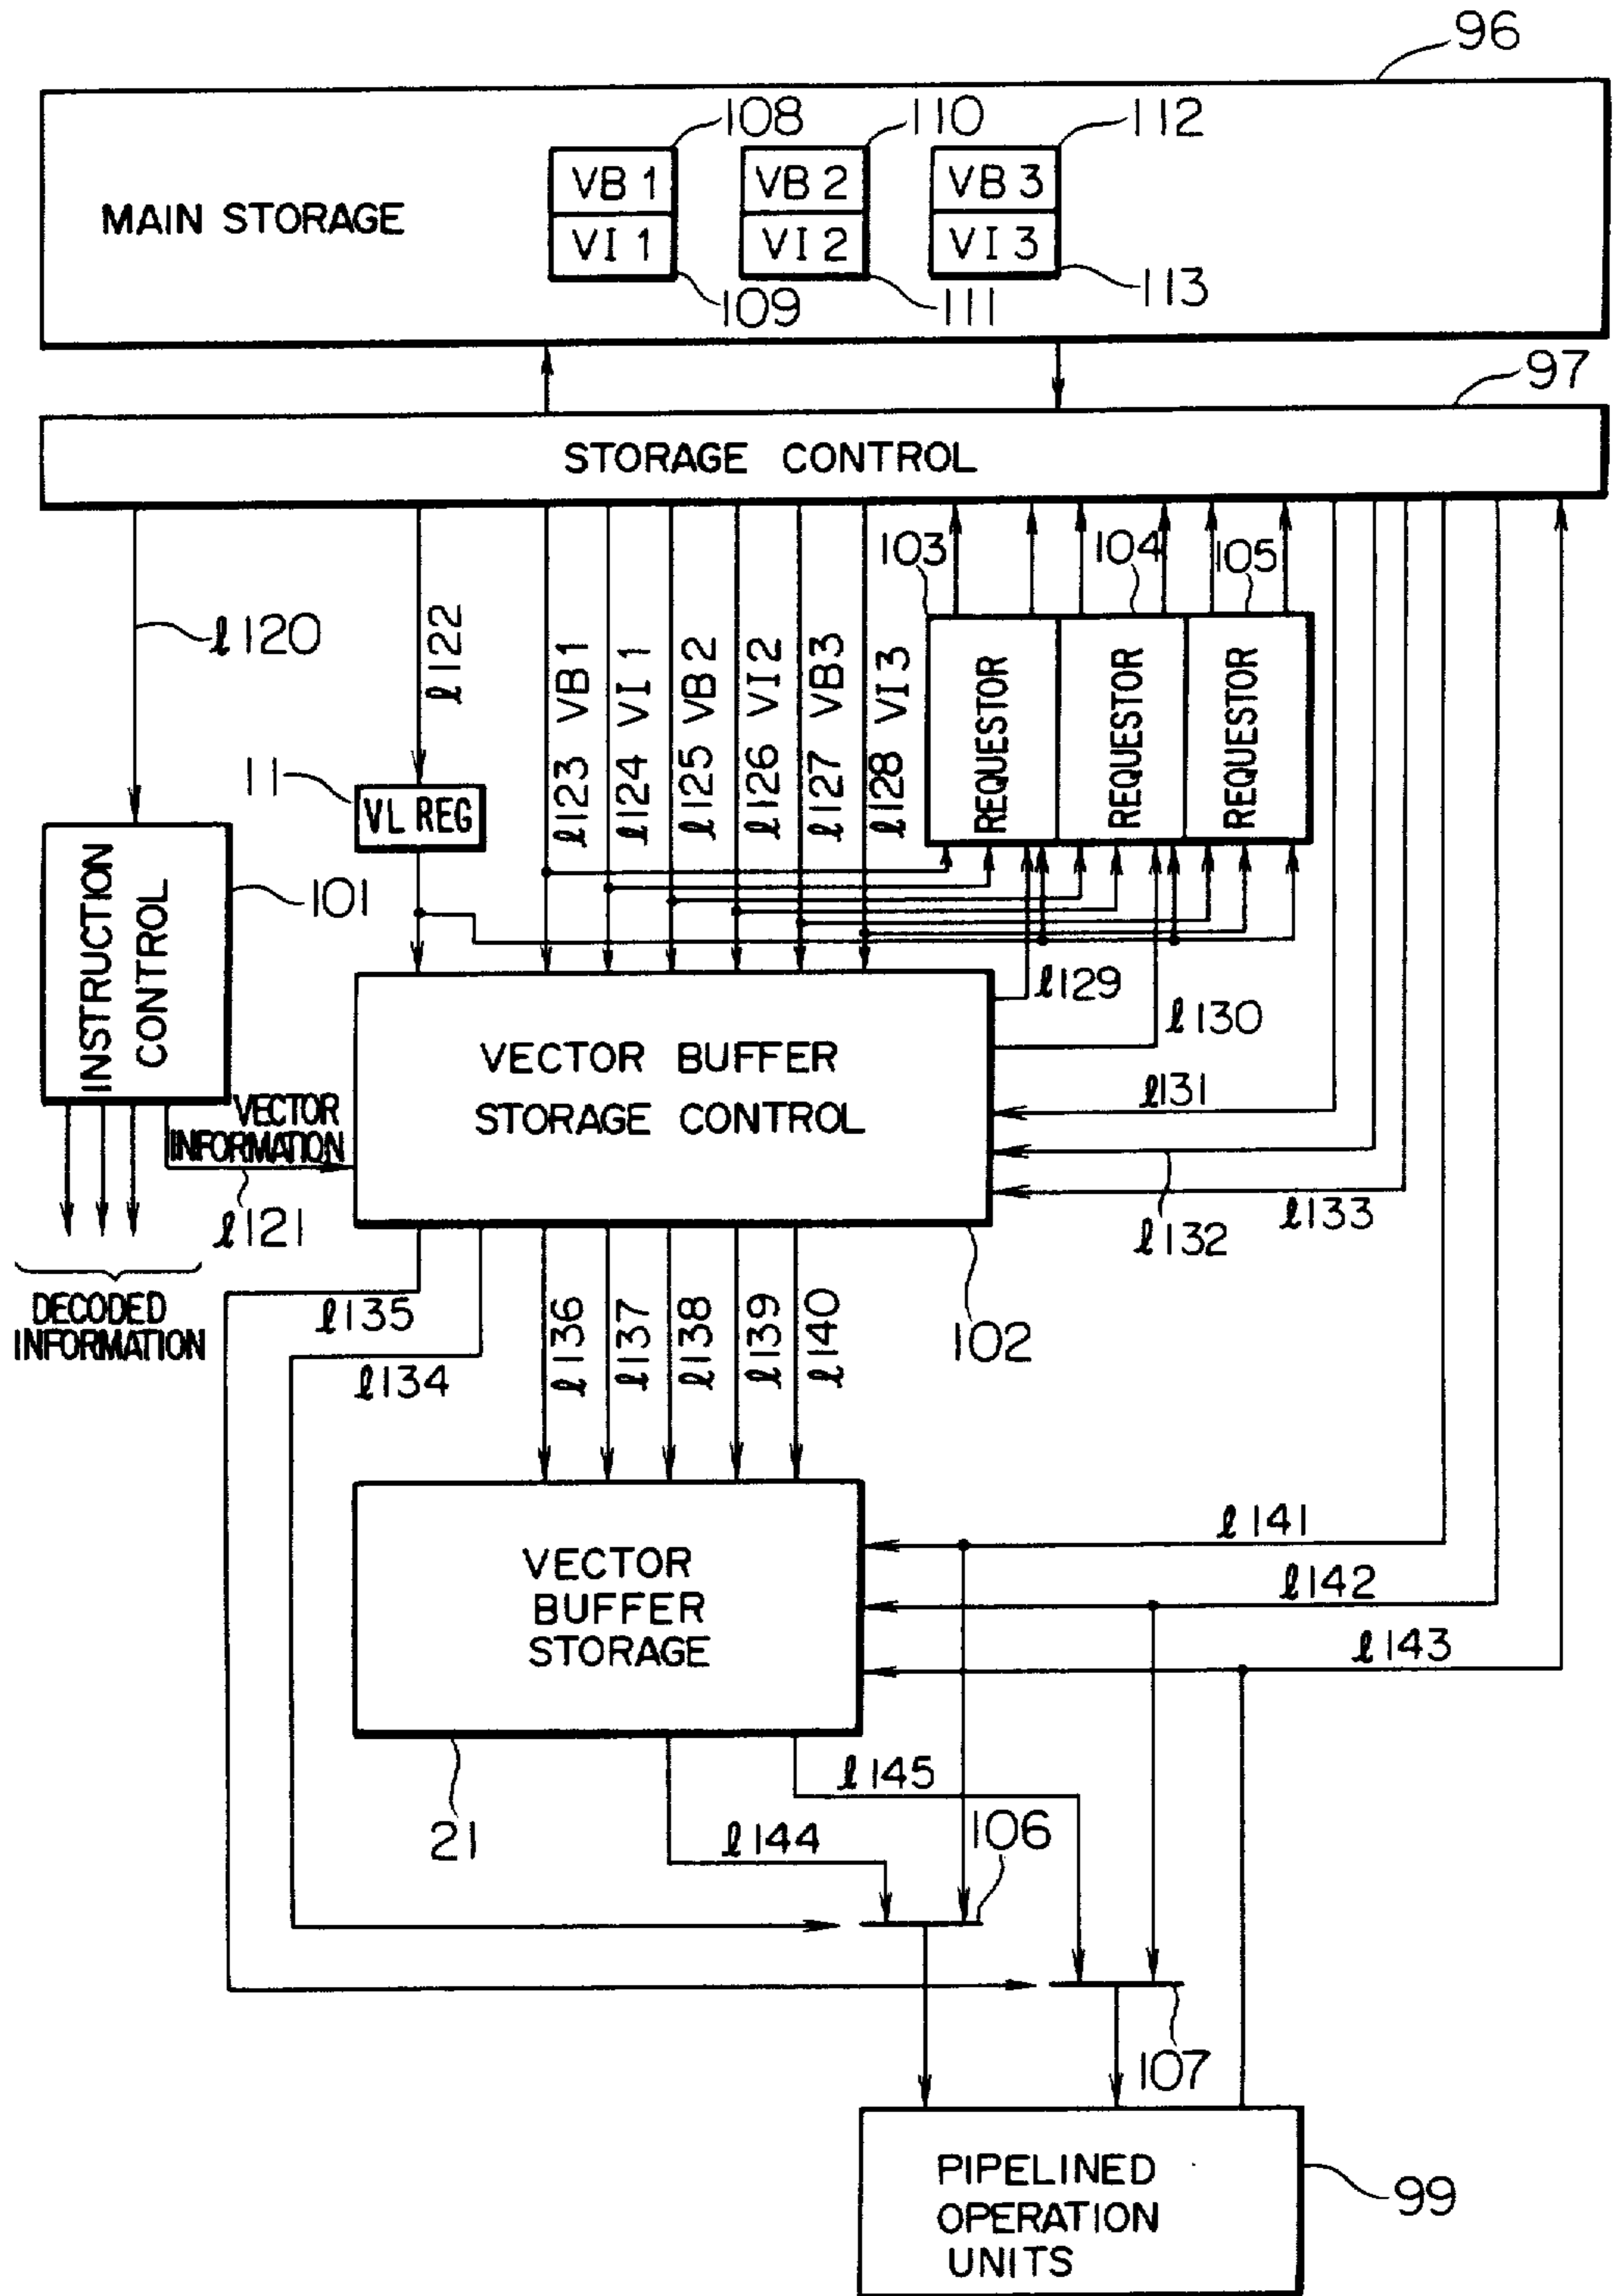 96
108
110
112
VB 1
VB 2
VB 3
MAIN STORAGE
VI 1
VI 2
VI 3
109
111
113
97
STORAGE CONTROL
103
104
105
ℓ120
ℓ122
ℓ123 VB1
ℓ124 VI 1
ℓ125 VB2
ℓ126 VI2
ℓ127 VB3
ℓ128 VI3
REQUESTOR
REQUESTOR
REQUESTOR
11
VL REG
INSTRUCTION
CONTROL
101
ℓ129
ℓ130
VECTOR BUFFER
STORAGE CONTROL
ℓ131
VECTOR
INFORMATION
ℓ121
ℓ132
ℓ133
DECODED
INFORMATION
ℓ135
ℓ134
ℓ136
ℓ137
ℓ138
ℓ139
ℓ140
102
VECTOR
BUFFER
STORAGE
ℓ141
ℓ142
ℓ143
21
ℓ145
ℓ144
106
107
PIPELINED
OPERATION
UNITS
99